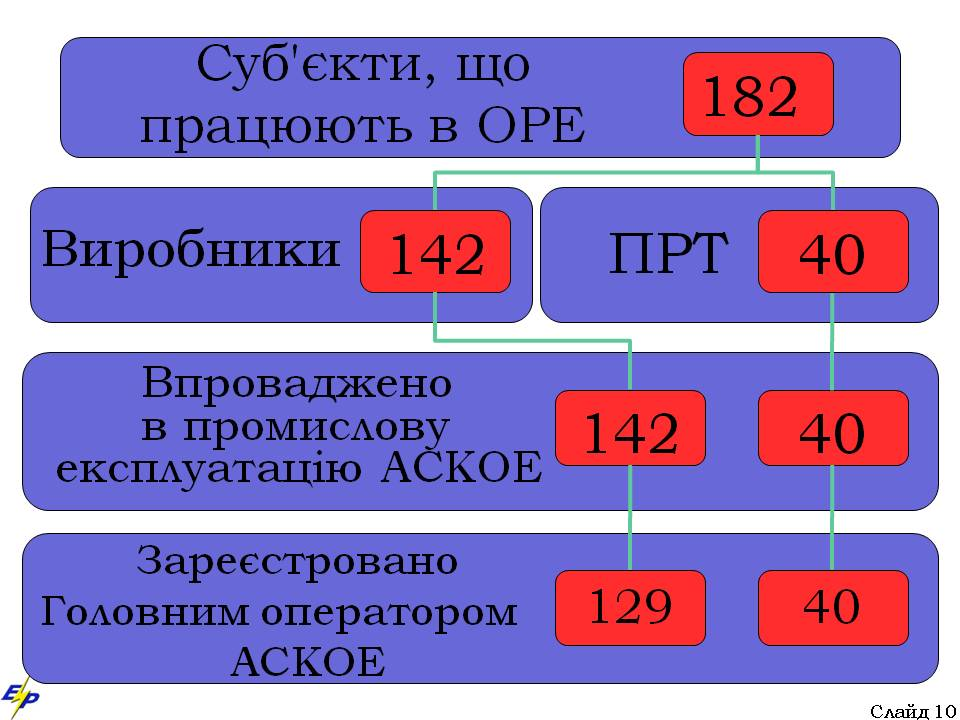 Суб'єкти, що
працюють в ОРЕ
182
Виробники
142
ПРТ
40
Впроваджено
в промислову
експлуатацію АСКОЕ
142
40
Зареєстровано
Головним оператором
АСКОЕ
129
40
ЕР
Слайд 10